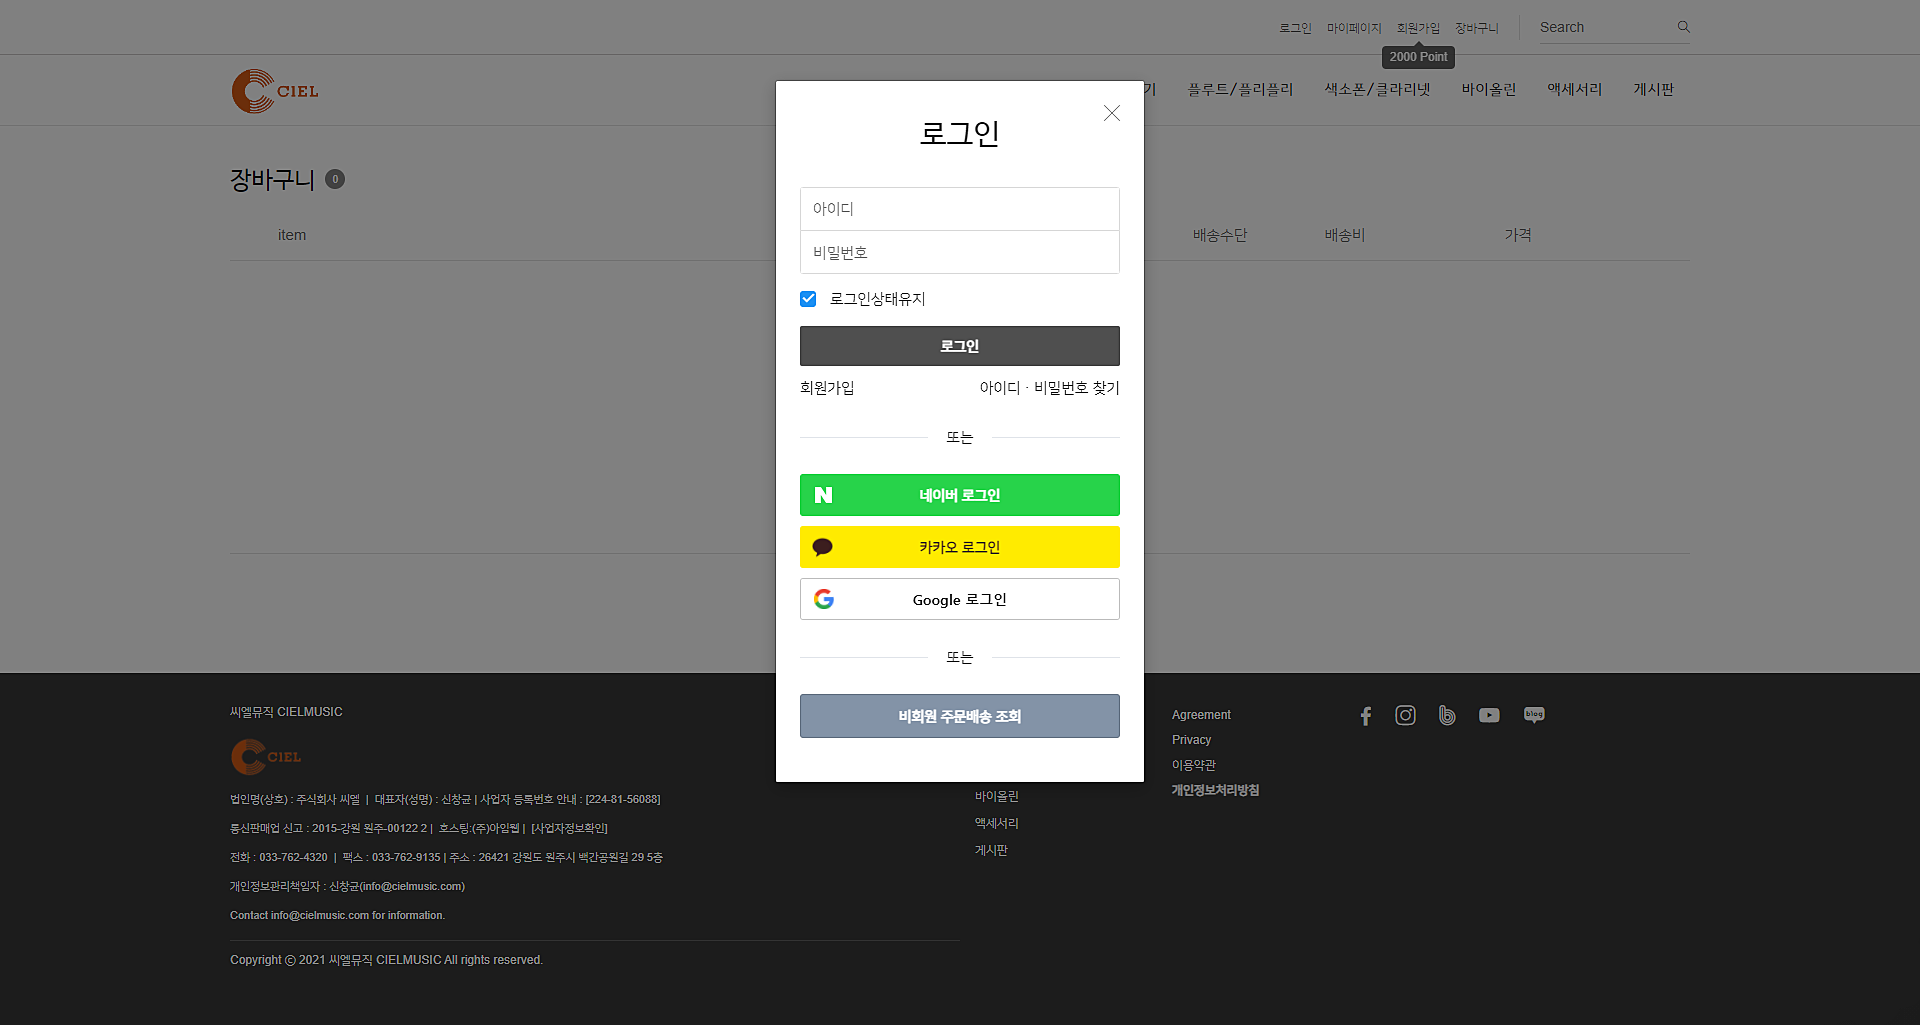 로그인 마이페이지 회원가입 장바구니 Search
2000 Point
CIEL
기 플루트/플리플리 색소폰/클라리넷 바이올린 액세서리 게시판
장바구니 0
item 배송수단 배송비 가격
로그인
아이디
비밀번호
로그인상태유지
로그인
회원가입 아이디 · 비밀번호 찾기
또는
N 네이버 로그인
카카오 로그인
G Google 로그인
또는
비회원 주문배송 조회
씨엘뮤직 CIELMUSIC
CIEL
법인명(상호) : 주식회사 씨엘 | 대표자(성명) : 신창균 | 사업자 등록번호 안내 : [224-81-56088]
통신판매업 신고 : 2015-강원 원주-00122 2 | 호스팅:(주)아임웹 | [사업자정보확인]
전화 : 033-762-4320 | 팩스 : 033-762-9135 | 주소 : 26421 강원도 원주시 백간공원길 29 5층
개인정보관리책임자 : 신창균(info@cielmusic.com)
Contact info@cielmusic.com for information.
Copyright ⓒ 2021 씨엘뮤직 CIELMUSIC All rights reserved.
바이올린
액세서리
게시판
Agreement
Privacy
이용약관
개인정보처리방침
blog